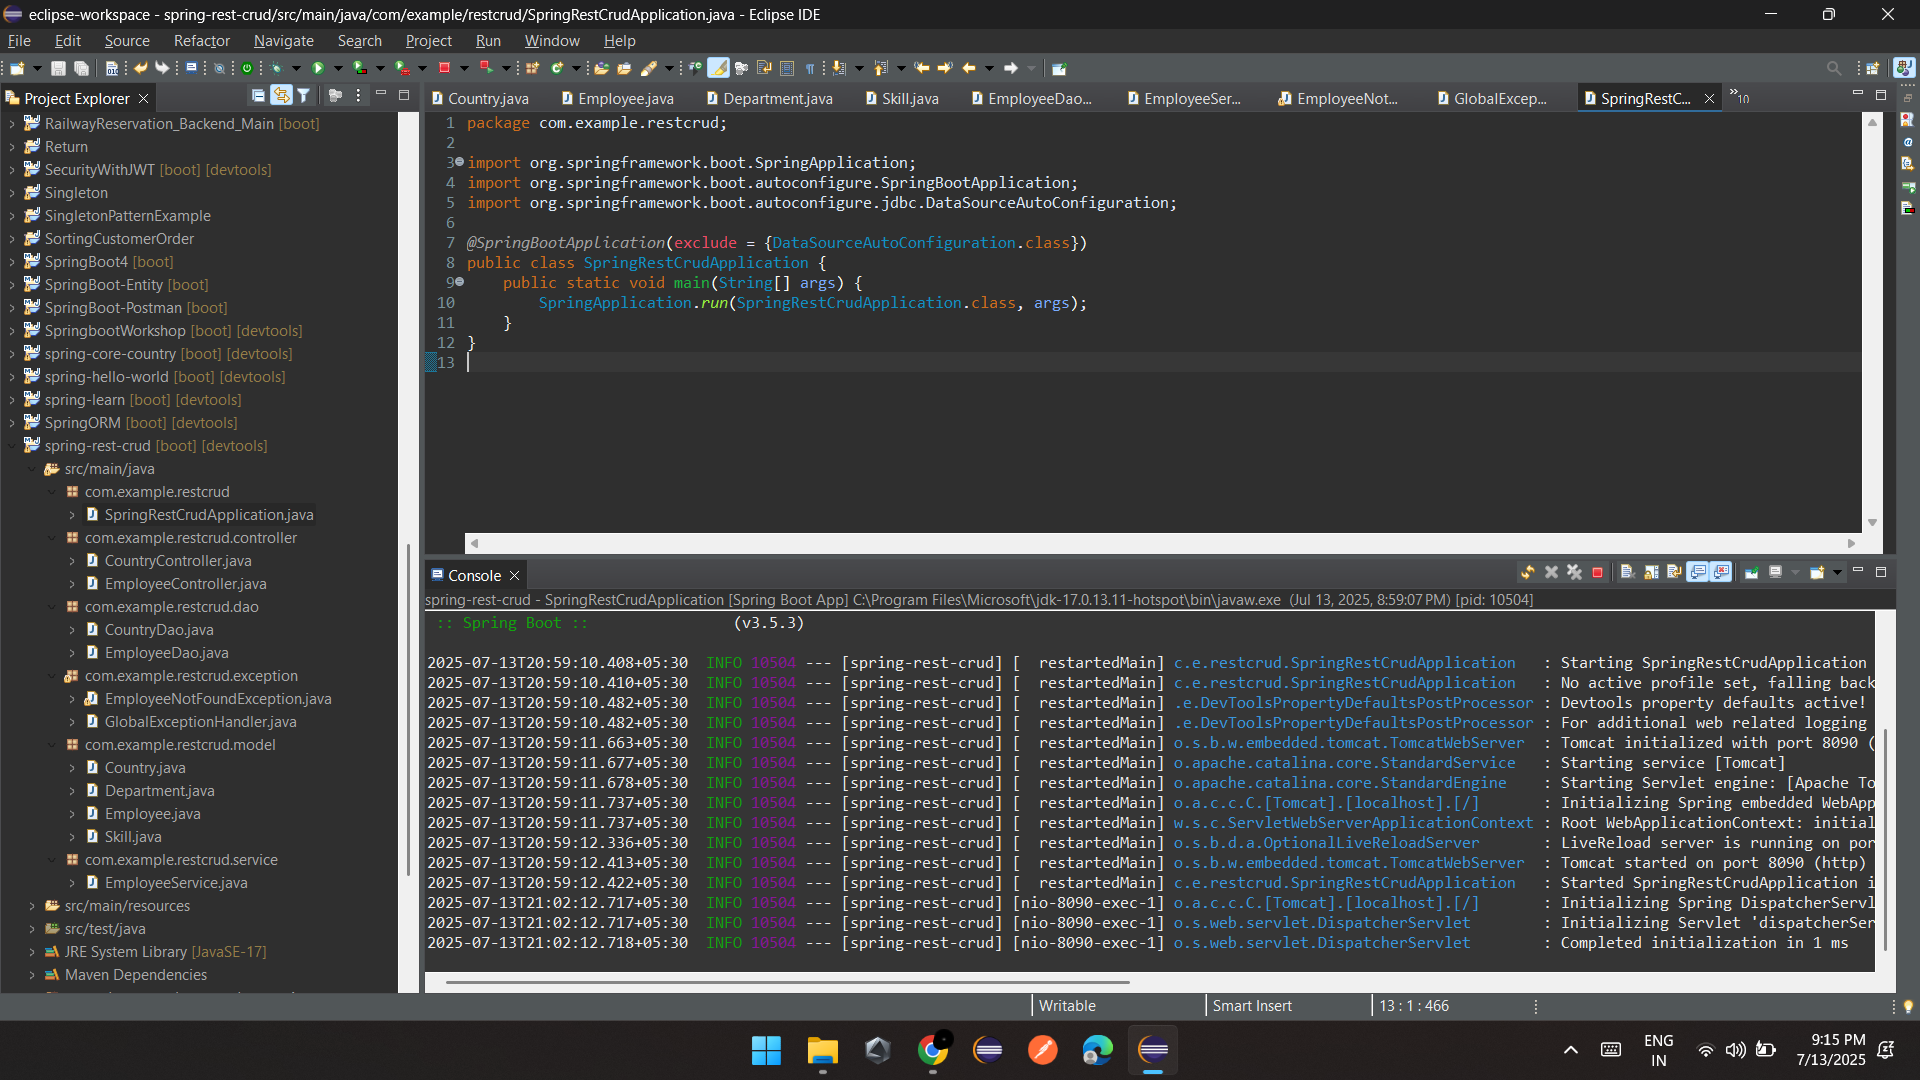 eclipse-workspace - spring-rest-crud/src/main/java/com/example/restcrud/SpringRestCrudApplication.java - Eclipse IDE
File Edit Source Refactor Navigate Search Project Run Window Help
Project Explorer
RailwayReservation_Backend_Main [boot]
Return
SecurityWithJWT [boot] [devtools]
Singleton
SingletonPatternExample
SortingCustomerOrder
SpringBoot4 [boot]
SpringBoot-Entity [boot]
SpringBoot-Postman [boot]
SpringbootWorkshop [boot] [devtools]
spring-core-country [boot] [devtools]
spring-hello-world [boot] [devtools]
spring-learn [boot] [devtools]
SpringORM [boot] [devtools]
spring-rest-crud [boot] [devtools]
src/main/java
com.example.restcrud
SpringRestCrudApplication.java
com.example.restcrud.controller
CountryController.java
EmployeeController.java
com.example.restcrud.dao
CountryDao.java
EmployeeDao.java
com.example.restcrud.exception
EmployeeNotFoundException.java
GlobalExceptionHandler.java
com.example.restcrud.model
Country.java
Department.java
Employee.java
Skill.java
com.example.restcrud.service
EmployeeService.java
src/main/resources
src/test/java
JRE System Library [JavaSE-17]
Maven Dependencies
Country.java Employee.java Department.java Skill.java EmployeeDao... EmployeeSer... EmployeeNot... GlobalExcep... SpringRestC... »10
1 package com.example.restcrud;
2
3 import org.springframework.boot.SpringApplication;
4 import org.springframework.boot.autoconfigure.SpringBootApplication;
5 import org.springframework.boot.autoconfigure.jdbc.DataSourceAutoConfiguration;
6
7 @SpringBootApplication(exclude = {DataSourceAutoConfiguration.class})
8 public class SpringRestCrudApplication {
9 public static void main(String[] args) {
10 SpringApplication.run(SpringRestCrudApplication.class, args);
11 }
12 }
13
Console
spring-rest-crud - SpringRestCrudApplication [Spring Boot App] C:\Program Files\Microsoft\jdk-17.0.13.11-hotspot\bin\javaw.exe (Jul 13, 2025, 8:59:07 PM) [pid: 10504]
:: Spring Boot :: (v3.5.3)
2025-07-13T20:59:10.408+05:30 INFO 10504 --- [spring-rest-crud] [ restartedMain] c.e.restcrud.SpringRestCrudApplication : Starting SpringRestCrudApplication
2025-07-13T20:59:10.410+05:30 INFO 10504 --- [spring-rest-crud] [ restartedMain] c.e.restcrud.SpringRestCrudApplication : No active profile set, falling back
2025-07-13T20:59:10.482+05:30 INFO 10504 --- [spring-rest-crud] [ restartedMain] .e.DevToolsPropertyDefaultsPostProcessor : Devtools property defaults active!
2025-07-13T20:59:10.482+05:30 INFO 10504 --- [spring-rest-crud] [ restartedMain] .e.DevToolsPropertyDefaultsPostProcessor : For additional web related logging
2025-07-13T20:59:11.663+05:30 INFO 10504 --- [spring-rest-crud] [ restartedMain] o.s.b.w.embedded.tomcat.TomcatWebServer : Tomcat initialized with port 8090 (
2025-07-13T20:59:11.677+05:30 INFO 10504 --- [spring-rest-crud] [ restartedMain] o.apache.catalina.core.StandardService : Starting service [Tomcat]
2025-07-13T20:59:11.678+05:30 INFO 10504 --- [spring-rest-crud] [ restartedMain] o.apache.catalina.core.StandardEngine : Starting Servlet engine: [Apache To
2025-07-13T20:59:11.737+05:30 INFO 10504 --- [spring-rest-crud] [ restartedMain] o.a.c.c.C.[Tomcat].[localhost].[/] : Initializing Spring embedded WebApp
2025-07-13T20:59:11.737+05:30 INFO 10504 --- [spring-rest-crud] [ restartedMain] w.s.c.ServletWebServerApplicationContext : Root WebApplicationContext: initial
2025-07-13T20:59:12.336+05:30 INFO 10504 --- [spring-rest-crud] [ restartedMain] o.s.b.d.a.OptionalLiveReloadServer : LiveReload server is running on por
2025-07-13T20:59:12.413+05:30 INFO 10504 --- [spring-rest-crud] [ restartedMain] o.s.b.w.embedded.tomcat.TomcatWebServer : Tomcat started on port 8090 (http)
2025-07-13T20:59:12.422+05:30 INFO 10504 --- [spring-rest-crud] [ restartedMain] c.e.restcrud.SpringRestCrudApplication : Started SpringRestCrudApplication i
2025-07-13T21:02:12.717+05:30 INFO 10504 --- [spring-rest-crud] [nio-8090-exec-1] o.a.c.c.C.[Tomcat].[localhost].[/] : Initializing Spring DispatcherServl
2025-07-13T21:02:12.717+05:30 INFO 10504 --- [spring-rest-crud] [nio-8090-exec-1] o.s.web.servlet.DispatcherServlet : Initializing Servlet 'dispatcherSer
2025-07-13T21:02:12.718+05:30 INFO 10504 --- [spring-rest-crud] [nio-8090-exec-1] o.s.web.servlet.DispatcherServlet : Completed initialization in 1 ms
Writable Smart Insert 13 : 1 : 466
ENG
IN
9:15 PM
7/13/2025